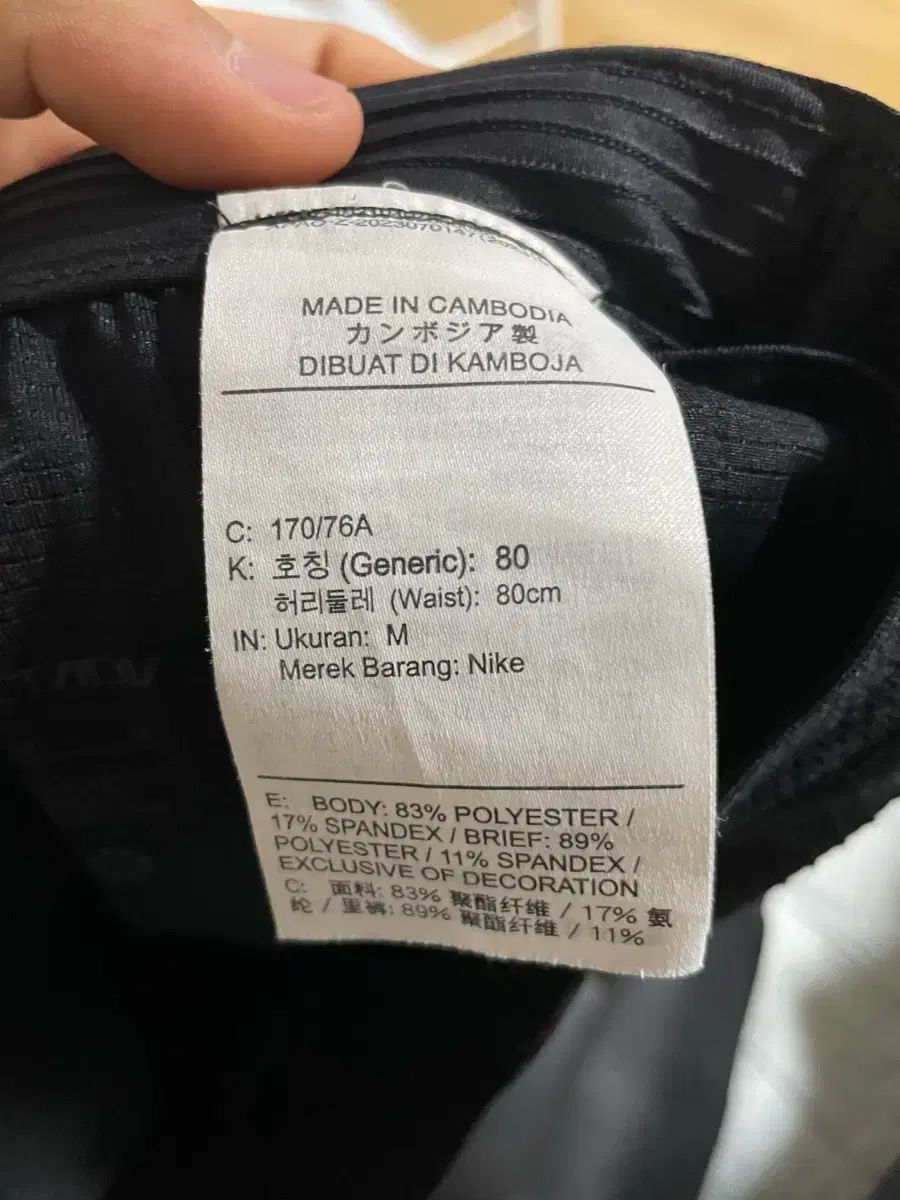 MADE IN CAMBODIA
カンボジア製
DIBUAT DI KAMBOJA
C: 170/76A
K: 호칭 (Generic): 80
허리둘레 (Waist): 80cm
IN: Ukuran: M
Merek Barang: Nike
E: BODY: 83% POLYESTER /
17% SPANDEX / BRIEF: 89%
POLYESTER / 11% SPANDEX /
EXCLUSIVE OF DECORATION
C: 面料: 83% 聚酯纤维 / 17% 氨
纶 / 里裤: 89% 聚酯纤维 / 11%